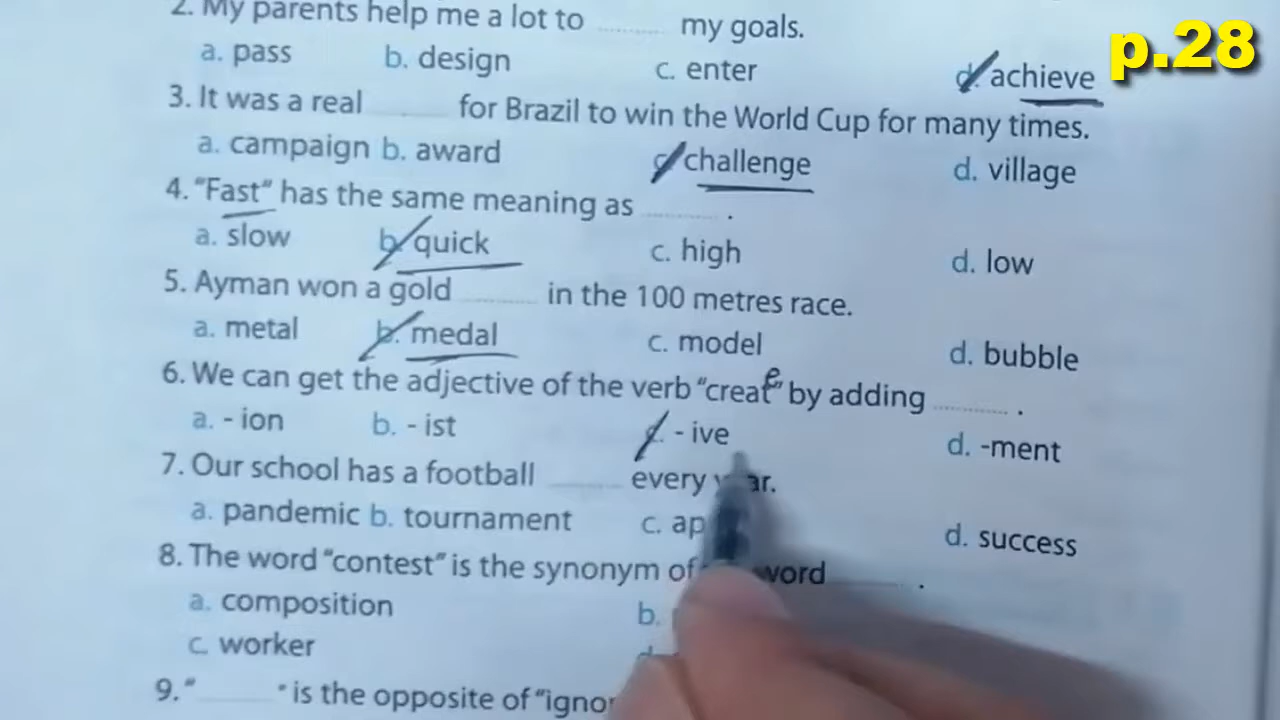 p.28
2. My parents help me a lot to ............ my goals.
a. pass b. design c. enter d. achieve
3. It was a real ............ for Brazil to win the World Cup for many times.
a. campaign b. award c. challenge d. village
4. "Fast" has the same meaning as ............ .
a. slow b. quick c. high d. low
5. Ayman won a gold ............ in the 100 metres race.
a. metal b. medal c. model d. bubble
6. We can get the adjective of the verb "create" by adding ............ .
a. - ion b. - ist c. - ive d. -ment
7. Our school has a football ............ every year.
a. pandemic b. tournament c. d. success
8. The word "contest" is the synonym of word ............ .
a. composition b.
c. worker d.
9. " ............ " is the opposite of